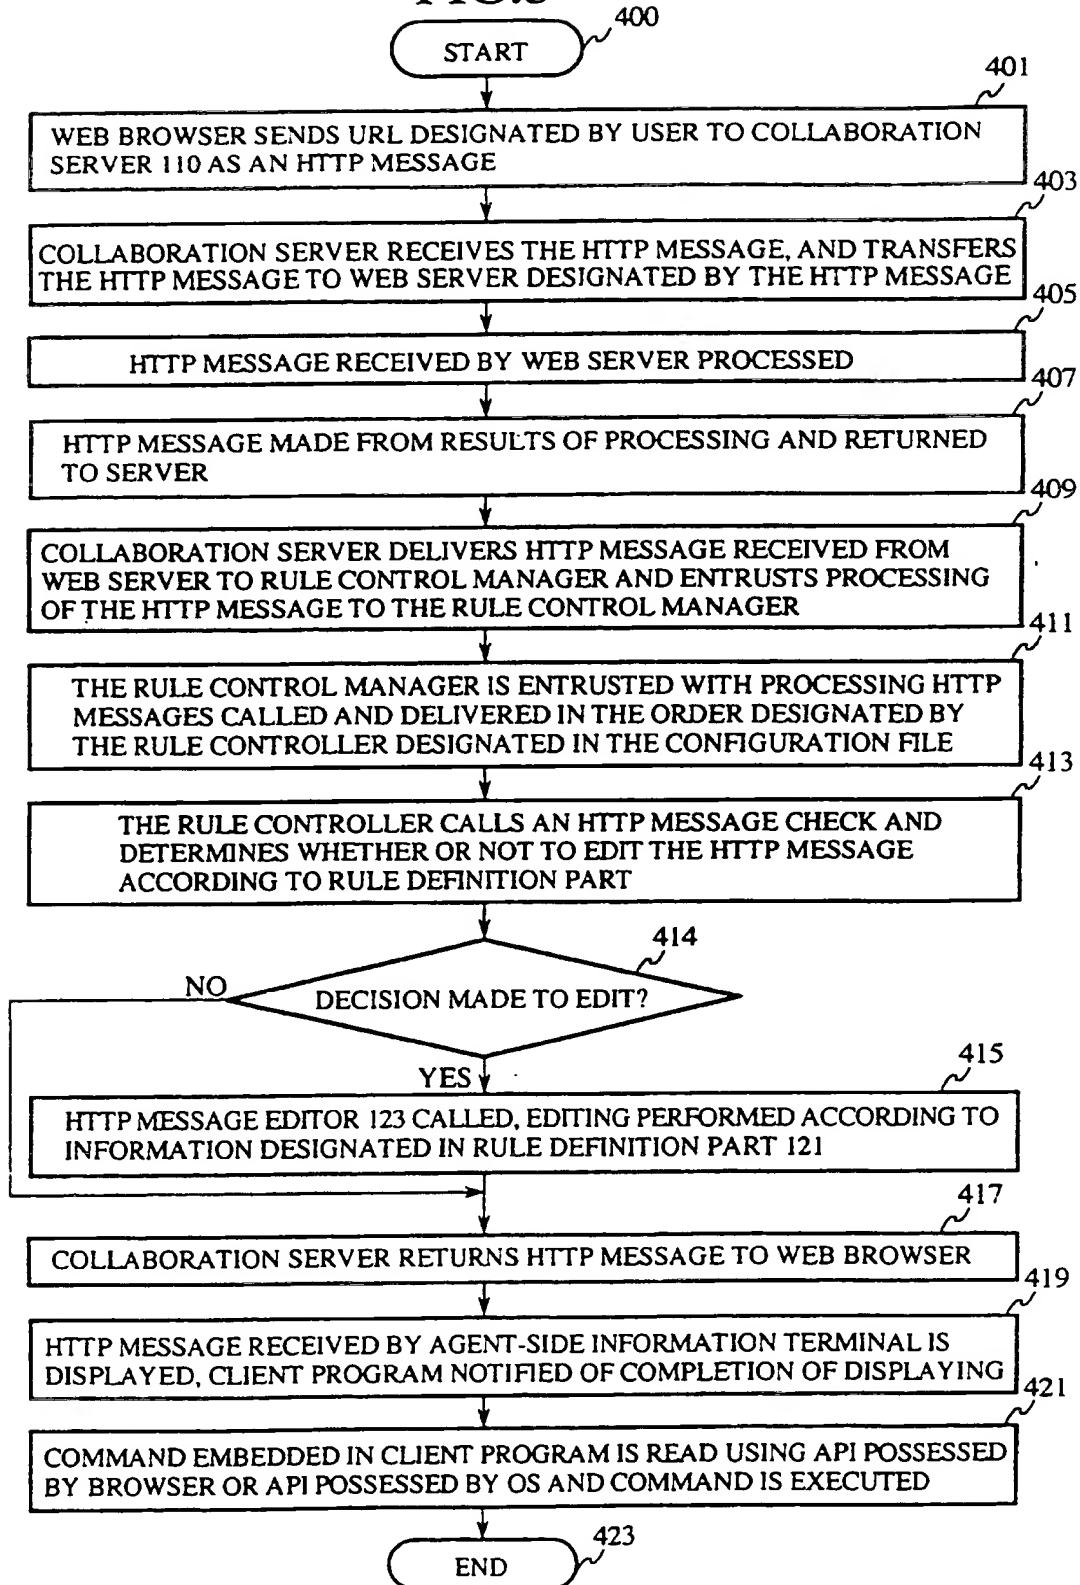 400
START
401
WEB BROWSER SENDS URL DESIGNATED BY USER TO COLLABORATION
SERVER 110 AS AN HTTP MESSAGE
403
COLLABORATION SERVER RECEIVES THE HTTP MESSAGE, AND TRANSFERS
THE HTTP MESSAGE TO WEB SERVER DESIGNATED BY THE HTTP MESSAGE
405
HTTP MESSAGE RECEIVED BY WEB SERVER PROCESSED
407
HTTP MESSAGE MADE FROM RESULTS OF PROCESSING AND RETURNED
TO SERVER
409
COLLABORATION SERVER DELIVERS HTTP MESSAGE RECEIVED FROM
WEB SERVER TO RULE CONTROL MANAGER AND ENTRUSTS PROCESSING
OF THE HTTP MESSAGE TO THE RULE CONTROL MANAGER
411
THE RULE CONTROL MANAGER IS ENTRUSTED WITH PROCESSING HTTP
MESSAGES CALLED AND DELIVERED IN THE ORDER DESIGNATED BY
THE RULE CONTROLLER DESIGNATED IN THE CONFIGURATION FILE
413
THE RULE CONTROLLER CALLS AN HTTP MESSAGE CHECK AND
DETERMINES WHETHER OR NOT TO EDIT THE HTTP MESSAGE
ACCORDING TO RULE DEFINITION PART
414
NO
DECISION MADE TO EDIT?
YES
415
HTTP MESSAGE EDITOR 123 CALLED, EDITING PERFORMED ACCORDING TO
INFORMATION DESIGNATED IN RULE DEFINITION PART 121
417
COLLABORATION SERVER RETURNS HTTP MESSAGE TO WEB BROWSER
419
HTTP MESSAGE RECEIVED BY AGENT-SIDE INFORMATION TERMINAL IS
DISPLAYED, CLIENT PROGRAM NOTIFIED OF COMPLETION OF DISPLAYING
421
COMMAND EMBEDDED IN CLIENT PROGRAM IS READ USING API POSSESSED
BY BROWSER OR API POSSESSED BY OS AND COMMAND IS EXECUTED
423
END